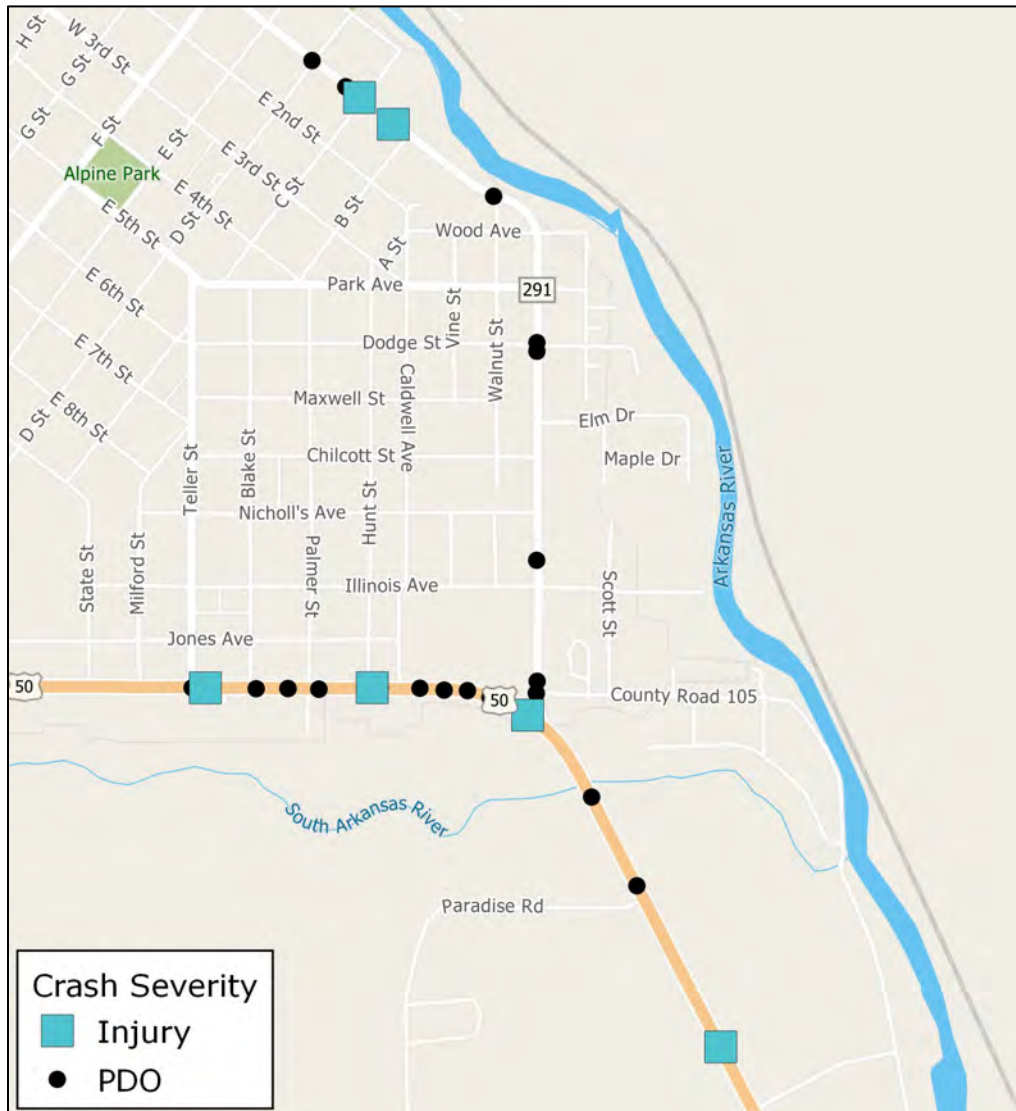 H St
W 3rd St
G St
G St
F St
E St
E 2nd St
E 3rd St
Alpine Park
E 4th St
C St
B St
D St
E 5th St
A St
Wood Ave
Park Ave
291
E 6th St
Vine St
Dodge St
Walnut St
E 7th St
Caldwell Ave
Maxwell St
E 8th St
Elm Dr
D St
Chilcott St
Maple Dr
Teller St
Blake St
Hunt St
Nicholl's Ave
Arkansas River
Palmer St
State St
Milford St
Illinois Ave
Scott St
Jones Ave
50
50
County Road 105
South Arkansas River
Paradise Rd
Crash Severity
Injury
PDO